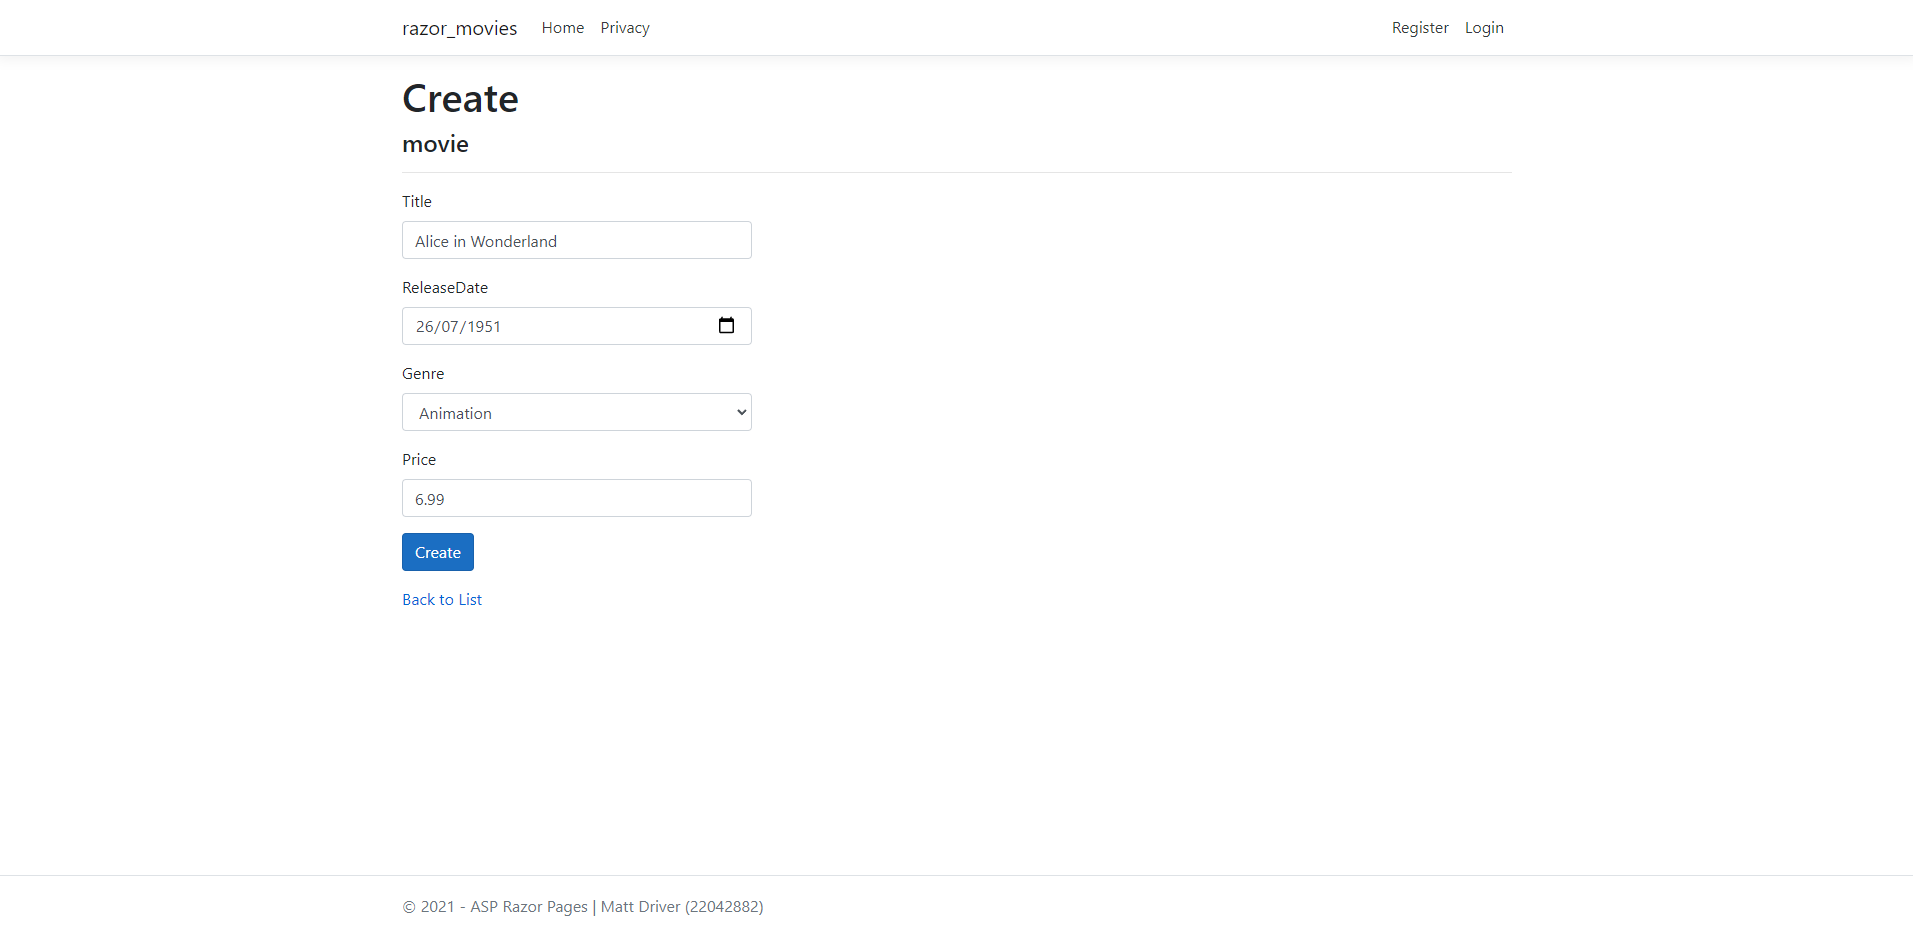 razor_movies Home Privacy Register Login
Create
movie
Title
Alice in Wonderland
ReleaseDate
26/07/1951
Genre
Animation
Price
6.99
Create
Back to List
© 2021 - ASP Razor Pages | Matt Driver (22042882)